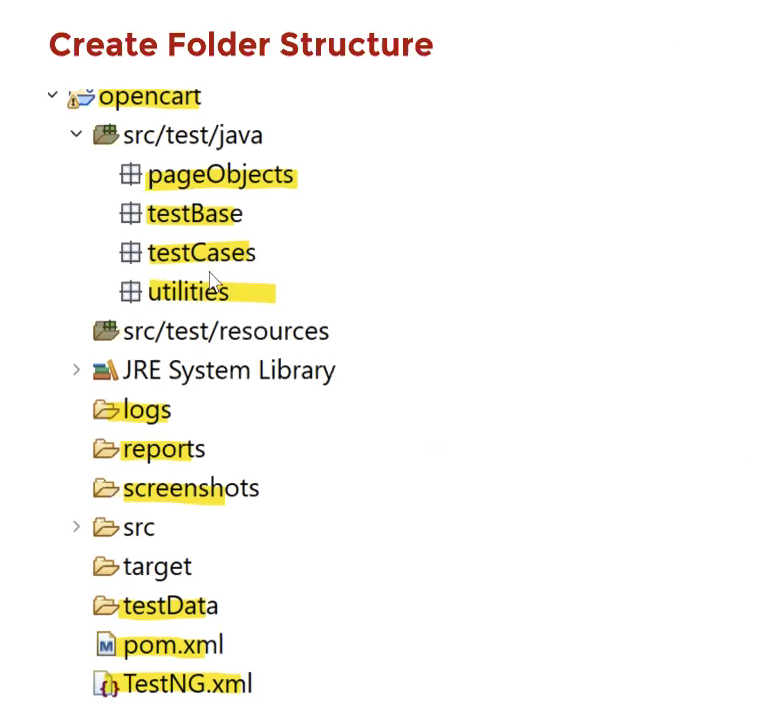 Create Folder Structure
opencart
src/test/java
pageObjects
testBase
testCases
utilities
src/test/resources
JRE System Library
logs
reports
screenshots
src
target
testData
pom.xml
TestNG.xml